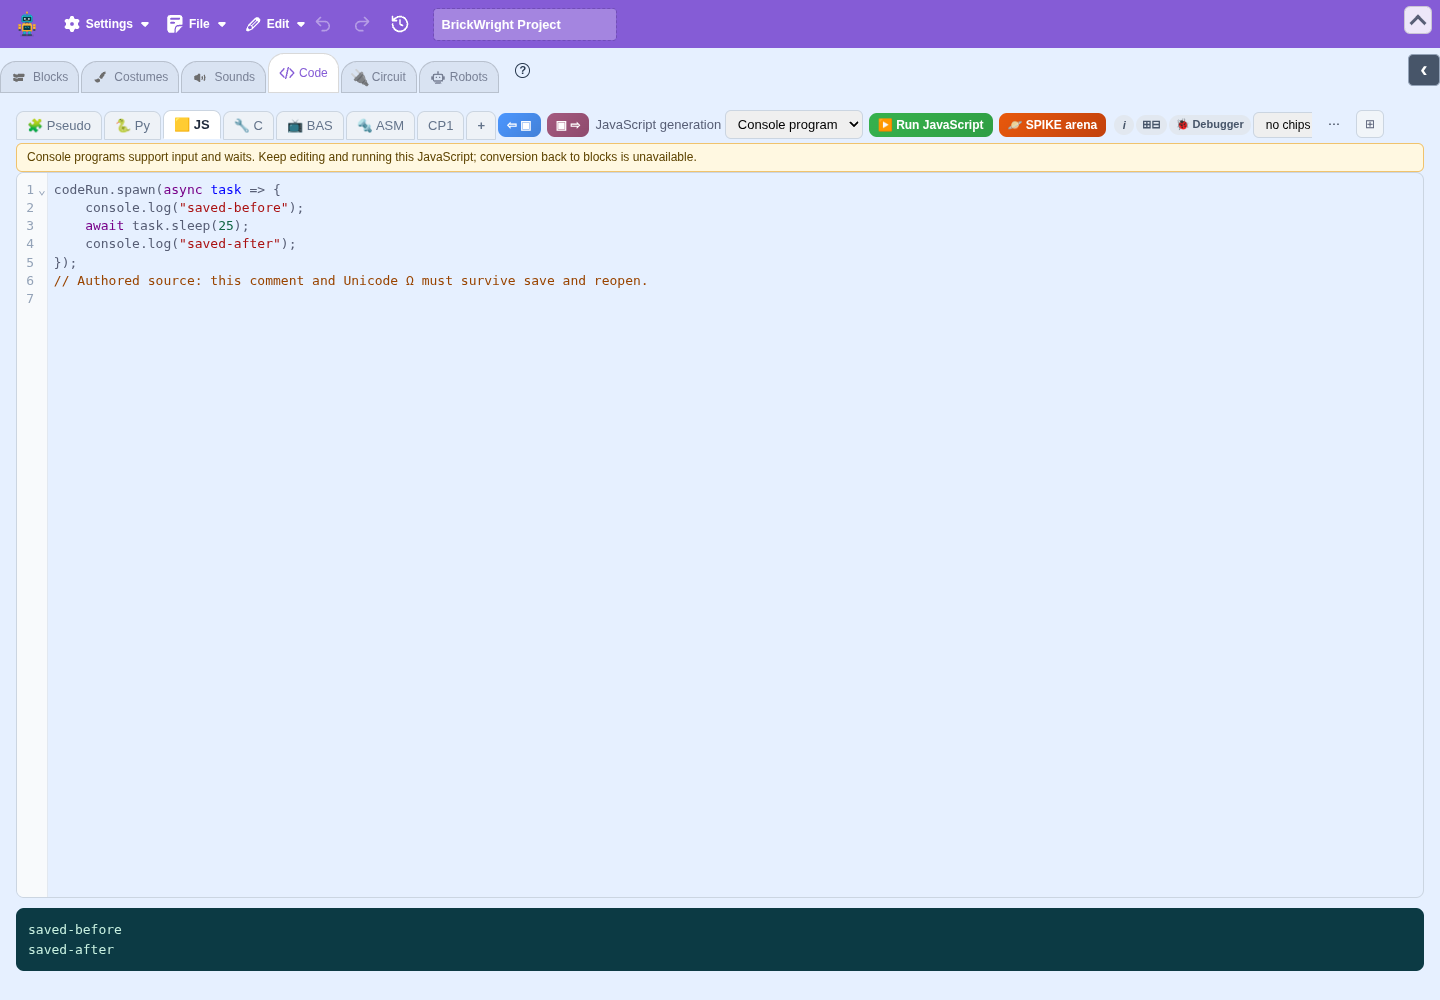 Settings File Edit BrickWright Project
Blocks Costumes Sounds Code Circuit Robots ?
Pseudo Py JS C BAS ASM CP1 + JavaScript generation Console program Run JavaScript SPIKE arena i Debugger no chips ...
Console programs support input and waits. Keep editing and running this JavaScript; conversion back to blocks is unavailable.
1 codeRun.spawn(async task => {
2     console.log("saved-before");
3     await task.sleep(25);
4     console.log("saved-after");
5 });
6 // Authored source: this comment and Unicode Ω must survive save and reopen.
7
saved-before
saved-after